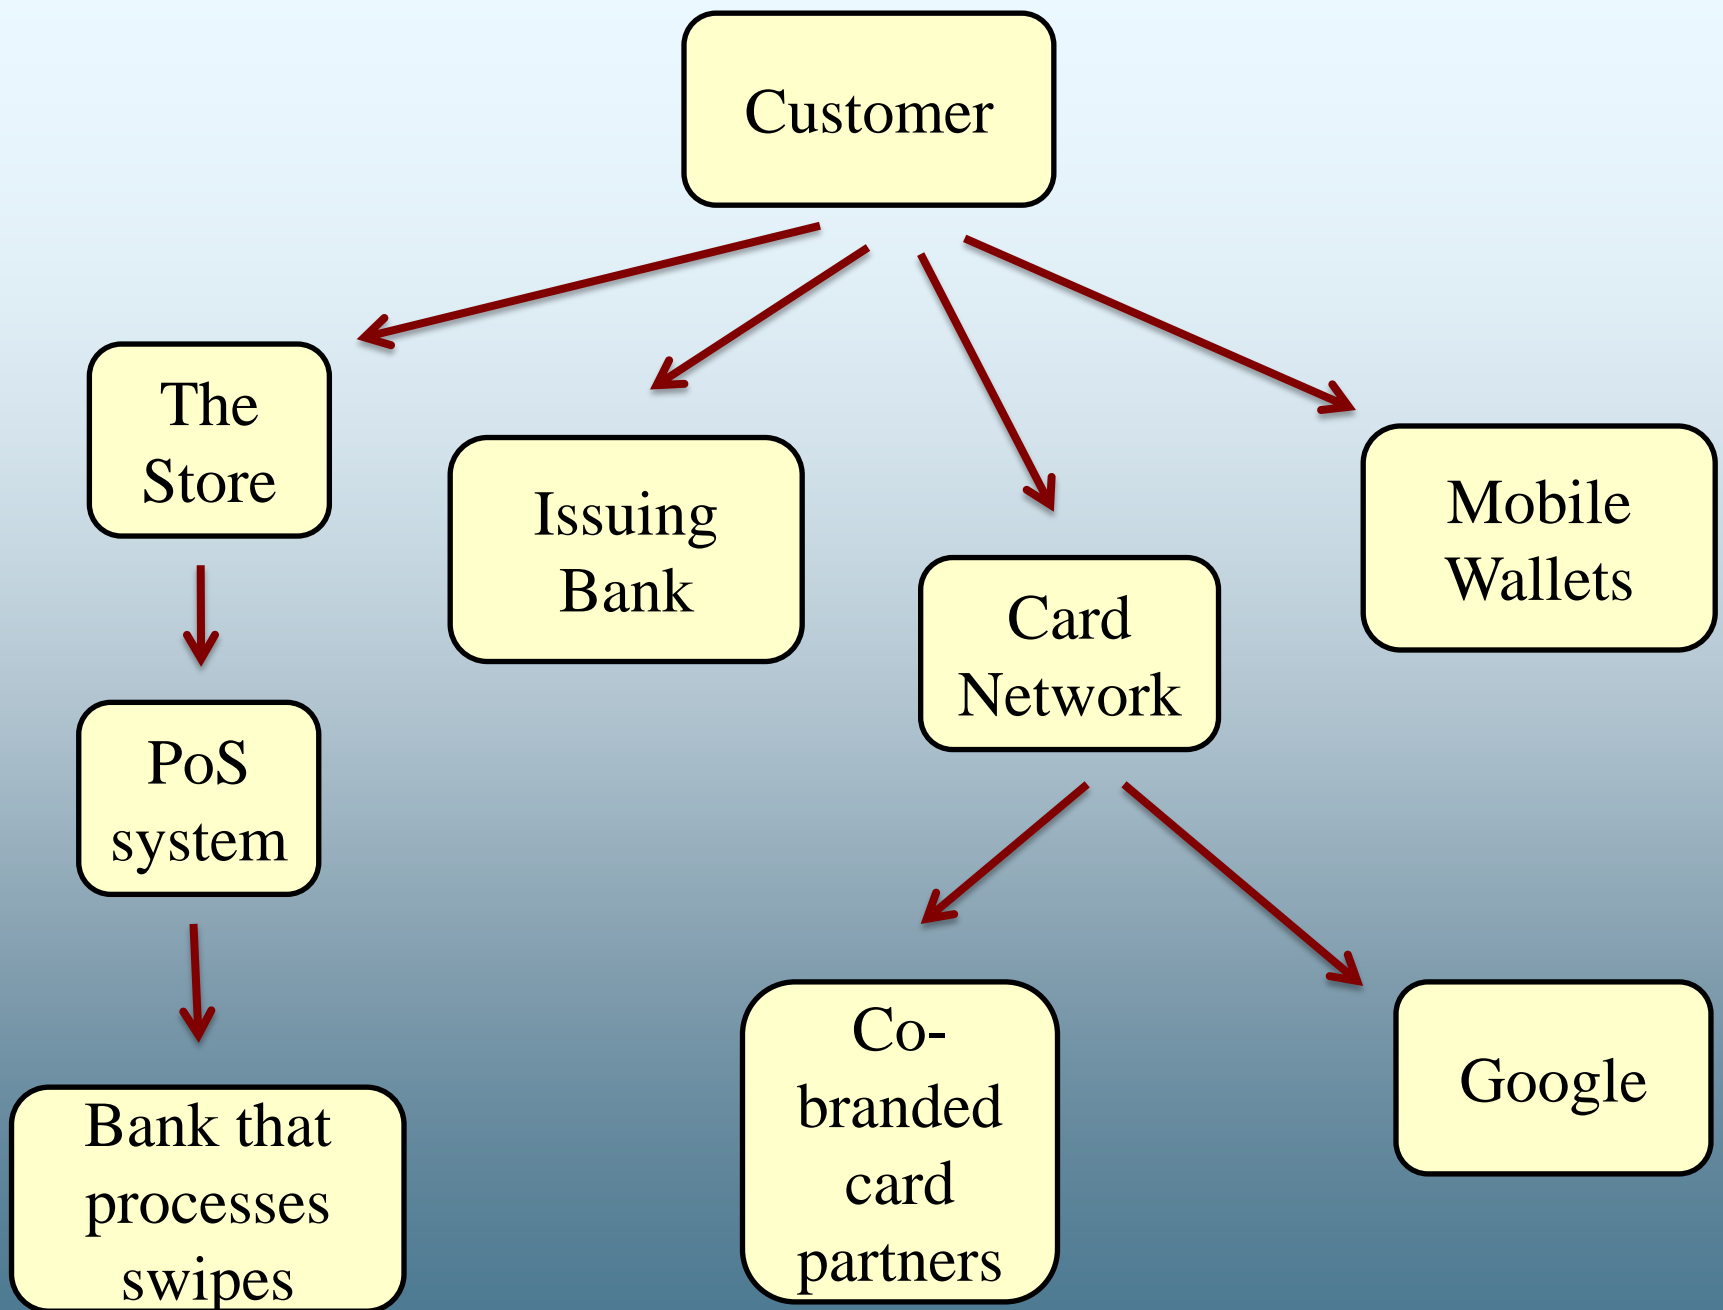 Customer
The
Store
Issuing
Bank
Card
Network
Mobile
Wallets
PoS
system
Bank that
processes
swipes
Co-
branded
card
partners
Google